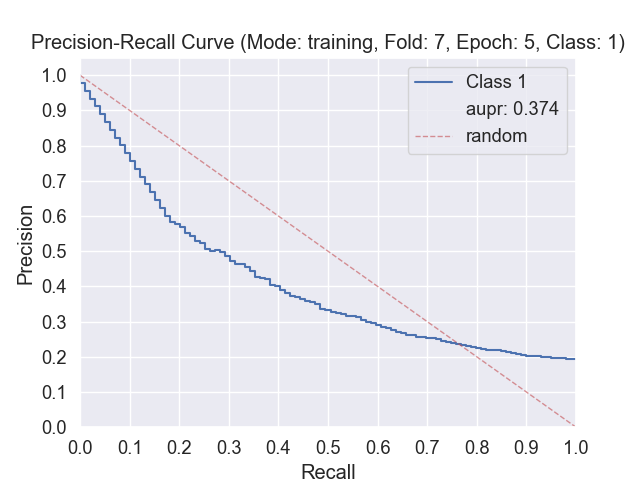 Precision-Recall Curve (Mode: training, Fold: 7, Epoch: 5, Class: 1)
1.0
0.9
0.8
0.7
0.6
0.5
0.4
0.3
0.2
0.1
0.0
Precision
Class 1
aupr: 0.374
random
0.0 0.1 0.2 0.3 0.4 0.5 0.6 0.7 0.8 0.9 1.0
Recall